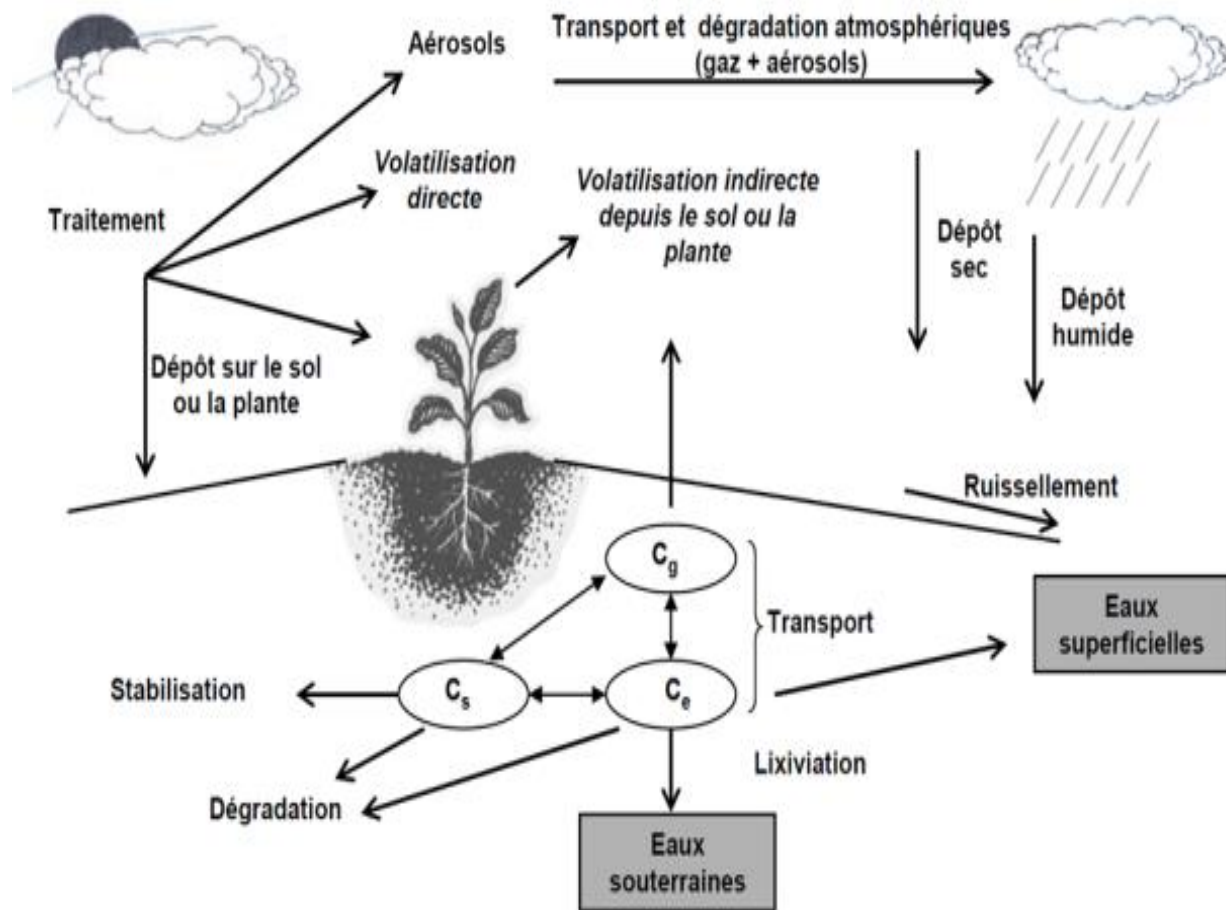 Aérosols
Transport et dégradation atmosphériques
(gaz + aérosols)
Volatilisation
directe
Volatilisation indirecte
depuis le sol ou la
plante
Traitement
Dépôt
sec
Dépôt
humide
Dépôt sur le sol
ou la plante
Ruissellement
Cg
Transport
Eaux
superficielles
Stabilisation
Cs
Ce
Lixiviation
Dégradation
Eaux
souterraines